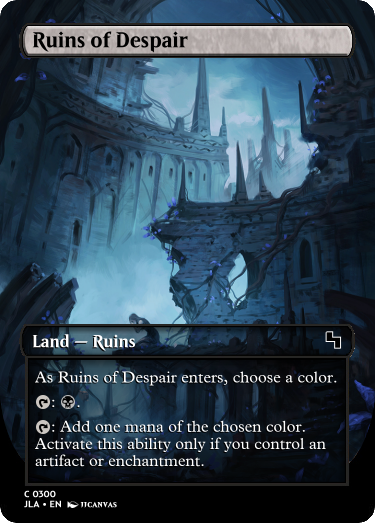 Ruins of Despair
Land — Ruins
As Ruins of Despair enters, choose a color.
: .
: Add one mana of the chosen color.
Activate this ability only if you control an
artifact or enchantment.
C 0300
JLA • EN JJCANVAS